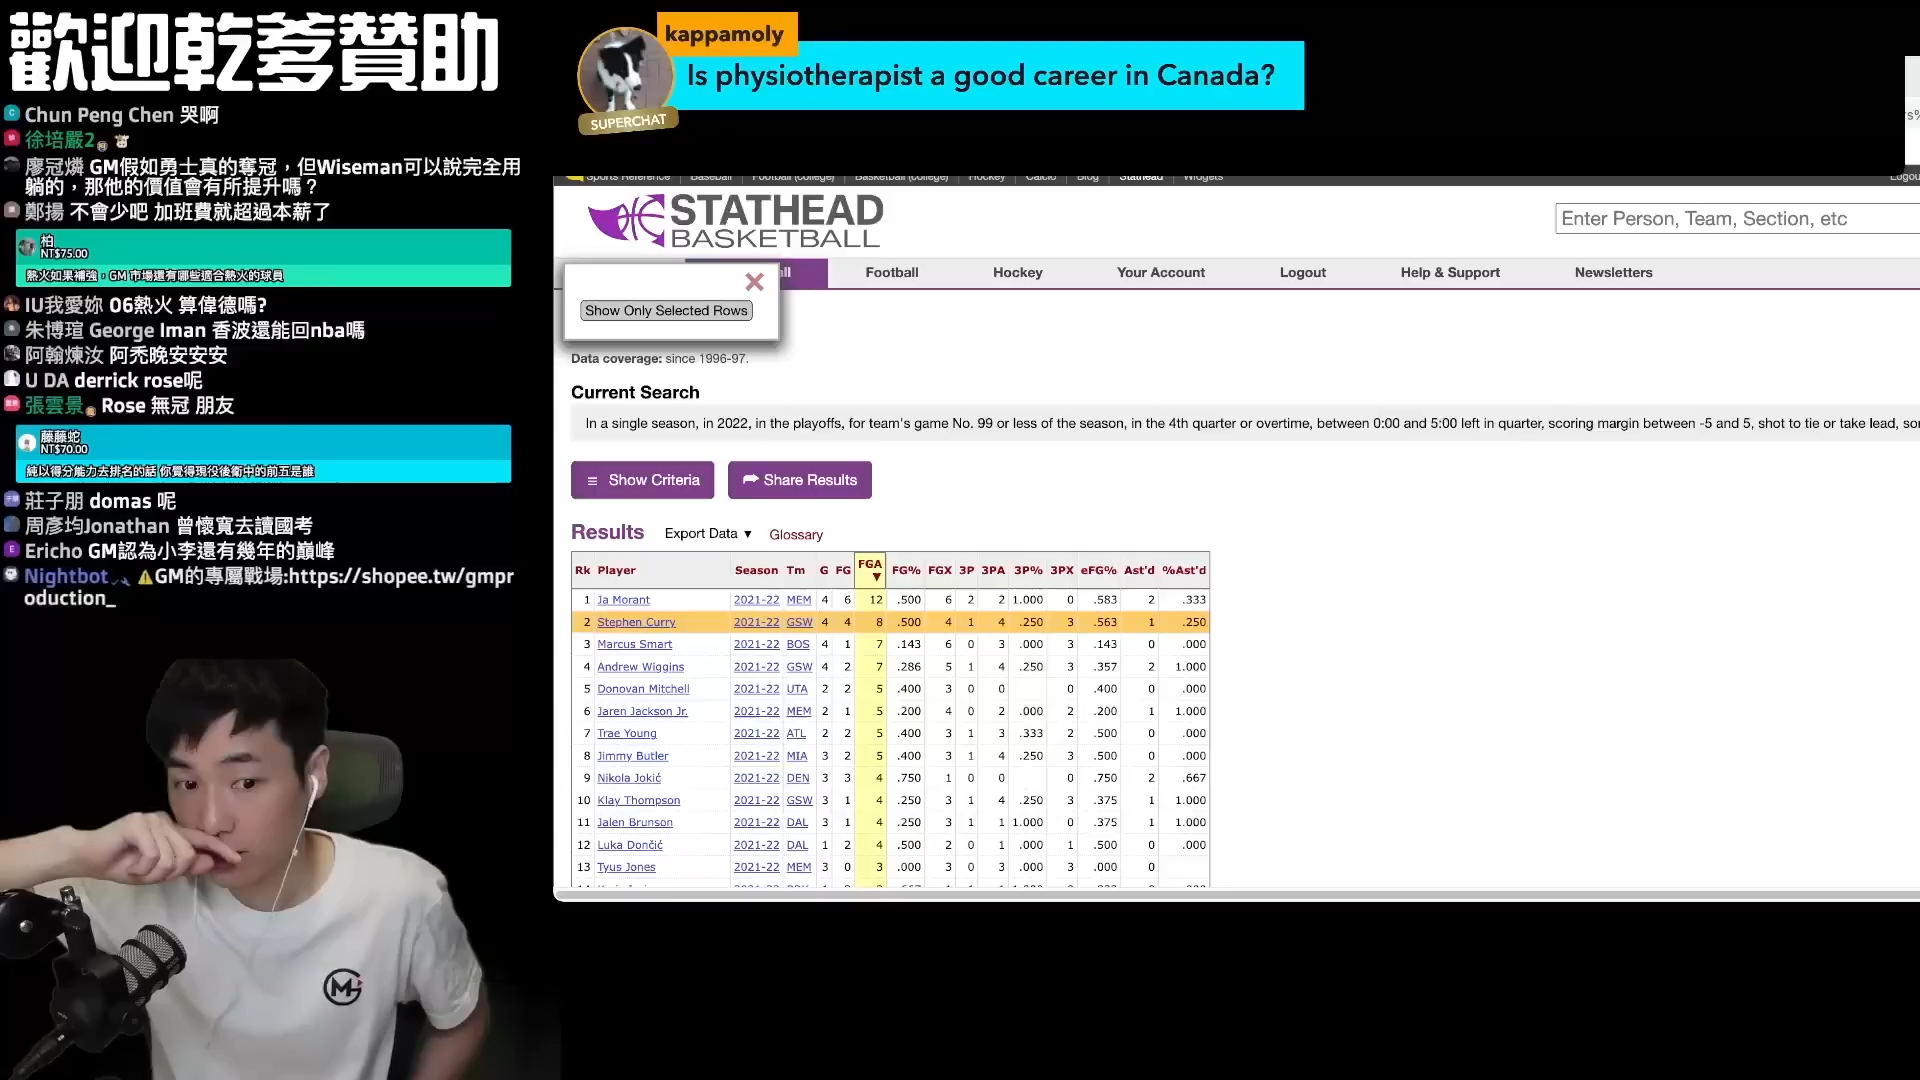 歡迎乾爹贊助
Chun Peng Chen 哭啊
徐培嚴2
廖冠燐 GM假如勇士真的奪冠，但Wiseman可以說完全用
躺的，那他的價值會有所提升嗎？
鄭揚 不會少吧 加班費就超過本薪了
柏
NT$75.00
熱火如果補強，GM 市場還有哪些適合熱火的球員
IU我愛妳 06熱火 算偉德嗎?
朱博瑄 George Iman 香波還能回nba嗎
阿翰煉汝 阿禿晚安安安
U DA derrick rose呢
張雲景 Rose 無冠 朋友
藤藤蛇
NT$70.00
純以得分能力去排名的話 你覺得現役後衛中的前五是誰
莊子朋 domas 呢
周彥均Jonathan 曾懷寬去讀國考
Ericho GM認為小李還有幾年的巔峰
Nightbot ⚠GM的專屬戰場:https://shopee.tw/gmpr
oduction_
kappamoly
Is physiotherapist a good career in Canada?
SUPERCHAT
Sports Reference Baseball Football (college) Basketball (college) Hockey Calcio Blog Stathead Widgets Logou
STATHEAD
BASKETBALL
Enter Person, Team, Section, etc
Football Hockey Your Account Logout Help & Support Newsletters
Show Only Selected Rows
Data coverage: since 1996-97.
Current Search
In a single season, in 2022, in the playoffs, for team's game No. 99 or less of the season, in the 4th quarter or overtime, between 0:00 and 5:00 left in quarter, scoring margin between -5 and 5, shot to tie or take lead, so
≡ Show Criteria Share Results
Results Export Data ▼ Glossary
Rk Player Season Tm G FG FGA ▼ FG% FGX 3P 3PA 3P% 3PX eFG% Ast'd %Ast'd
1 Ja Morant 2021-22 MEM 4 6 12 .500 6 2 2 1.000 0 .583 2 .333
2 Stephen Curry 2021-22 GSW 4 4 8 .500 4 1 4 .250 3 .563 1 .250
3 Marcus Smart 2021-22 BOS 4 1 7 .143 6 0 3 .000 3 .143 0 .000
4 Andrew Wiggins 2021-22 GSW 4 2 7 .286 5 1 4 .250 3 .357 2 1.000
5 Donovan Mitchell 2021-22 UTA 2 2 5 .400 3 0 0 0 .400 0 .000
6 Jaren Jackson Jr. 2021-22 MEM 2 1 5 .200 4 0 2 .000 2 .200 1 1.000
7 Trae Young 2021-22 ATL 2 2 5 .400 3 1 3 .333 2 .500 0 .000
8 Jimmy Butler 2021-22 MIA 3 2 5 .400 3 1 4 .250 3 .500 0 .000
9 Nikola Jokić 2021-22 DEN 3 3 4 .750 1 0 0 0 .750 2 .667
10 Klay Thompson 2021-22 GSW 3 1 4 .250 3 1 4 .250 3 .375 1 1.000
11 Jalen Brunson 2021-22 DAL 3 1 4 .250 3 1 1 1.000 0 .375 1 1.000
12 Luka Dončić 2021-22 DAL 1 2 4 .500 2 0 1 .000 1 .500 0 .000
13 Tyus Jones 2021-22 MEM 3 0 3 .000 3 0 3 .000 3 .000 0